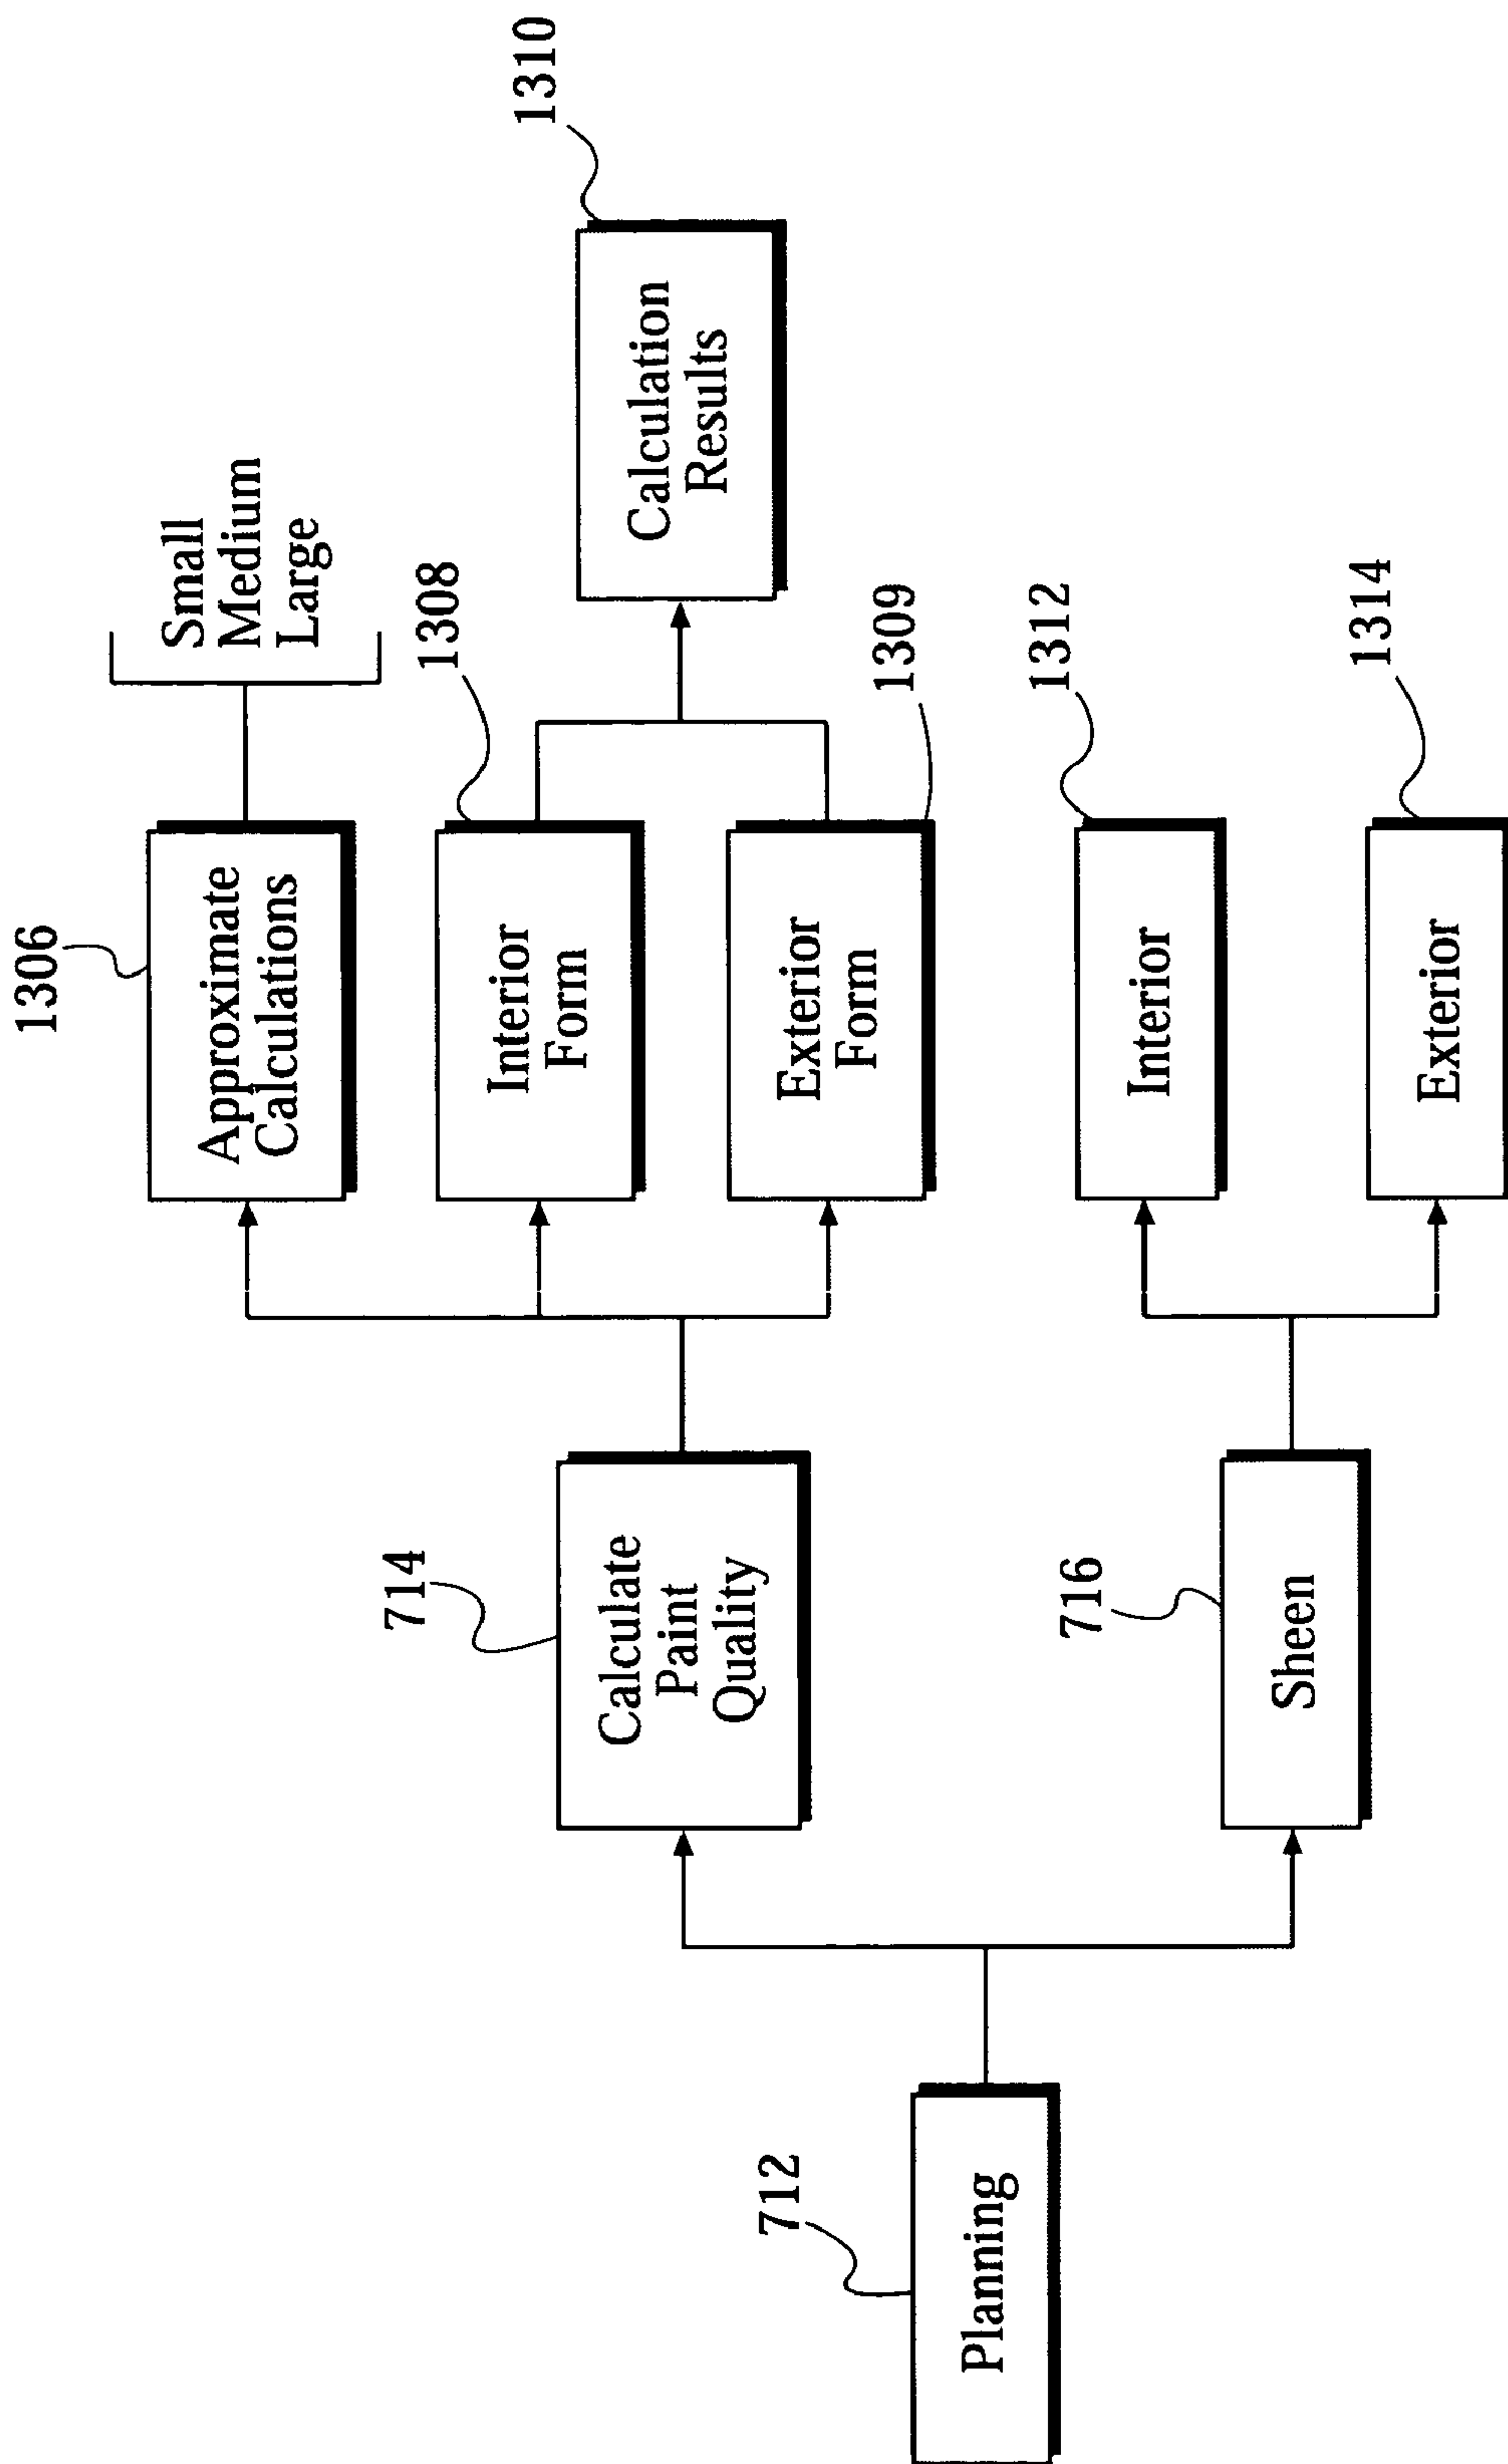 1306
Approximate
Calculations
Small
Medium
Large
714
Calculate
Paint
Quality
1308
Interior
Form
1310
Calculation
Results
1309
Exterior
Form
712
Planning
716
Sheen
1312
Interior
1314
Exterior